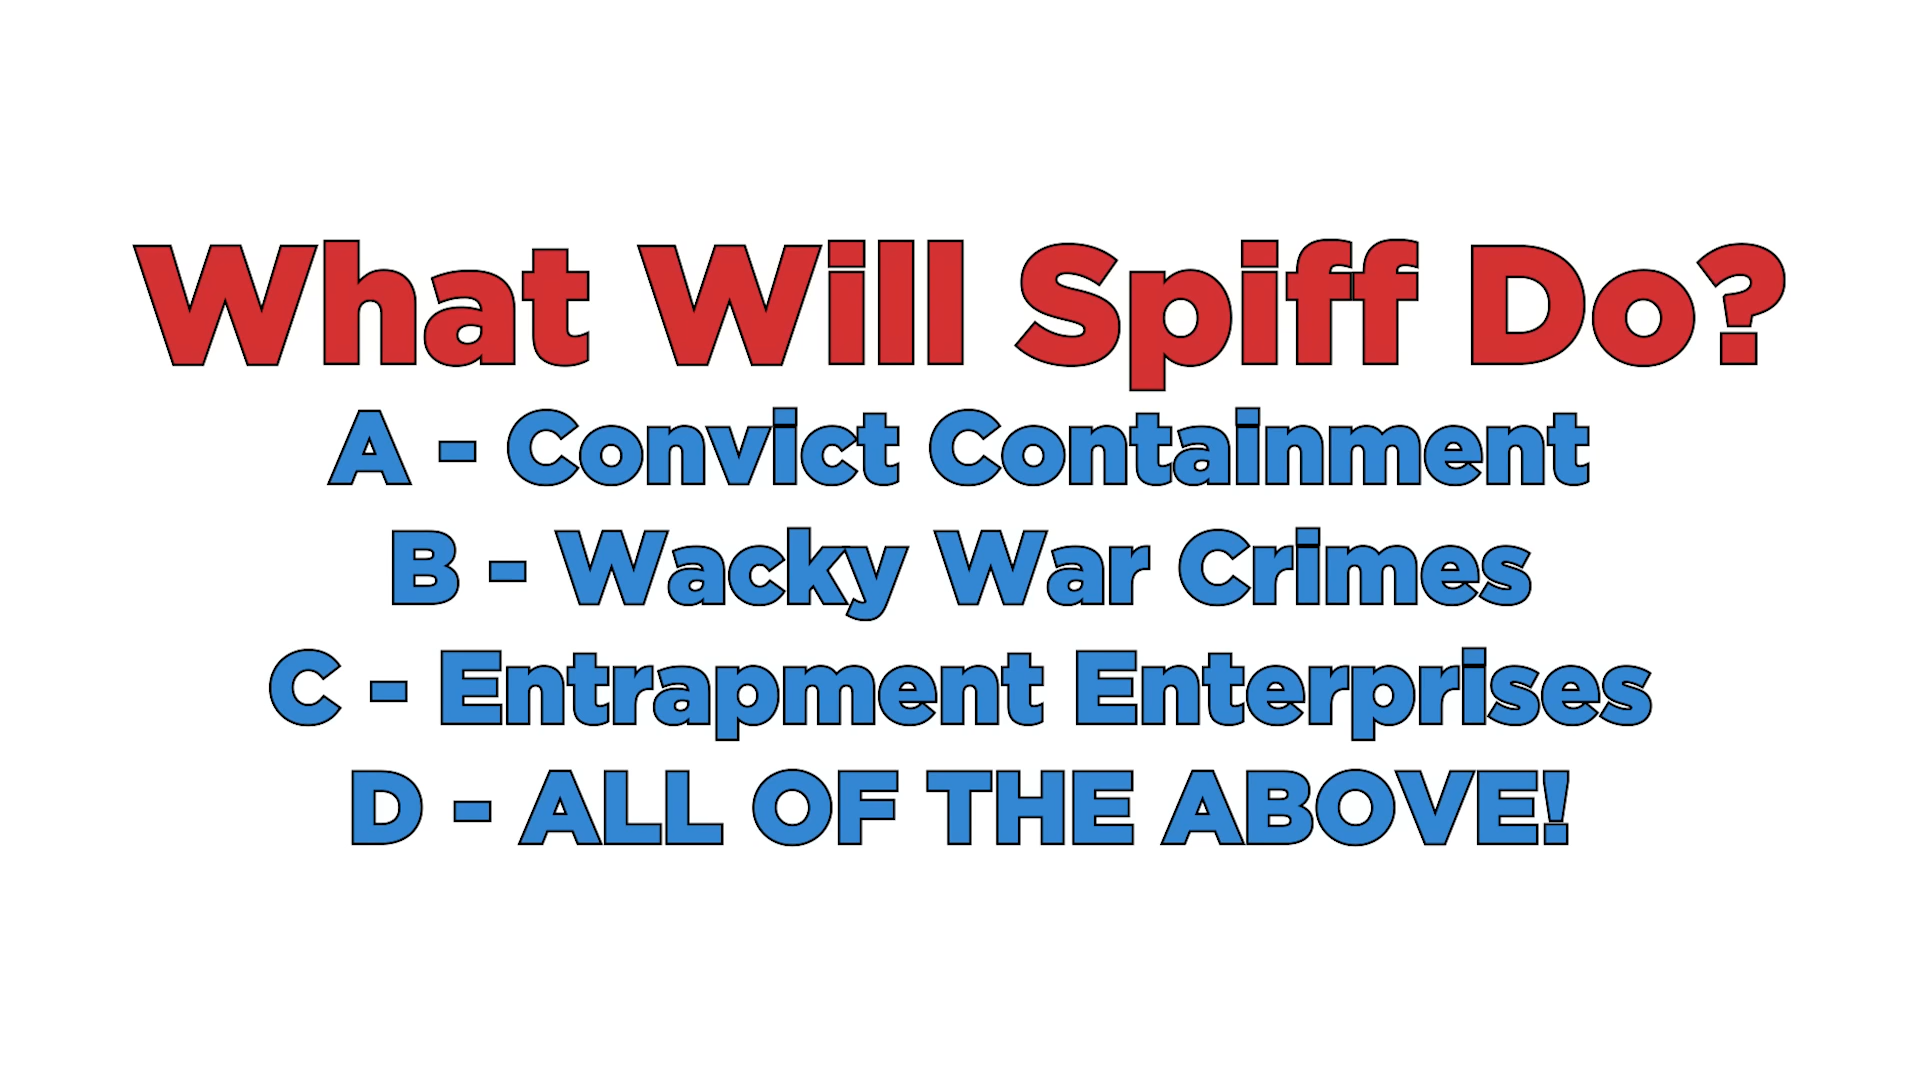 What Will Spiff Do?
A - Convict Containment
B - Wacky War Crimes
C - Entrapment Enterprises
D - ALL OF THE ABOVE!